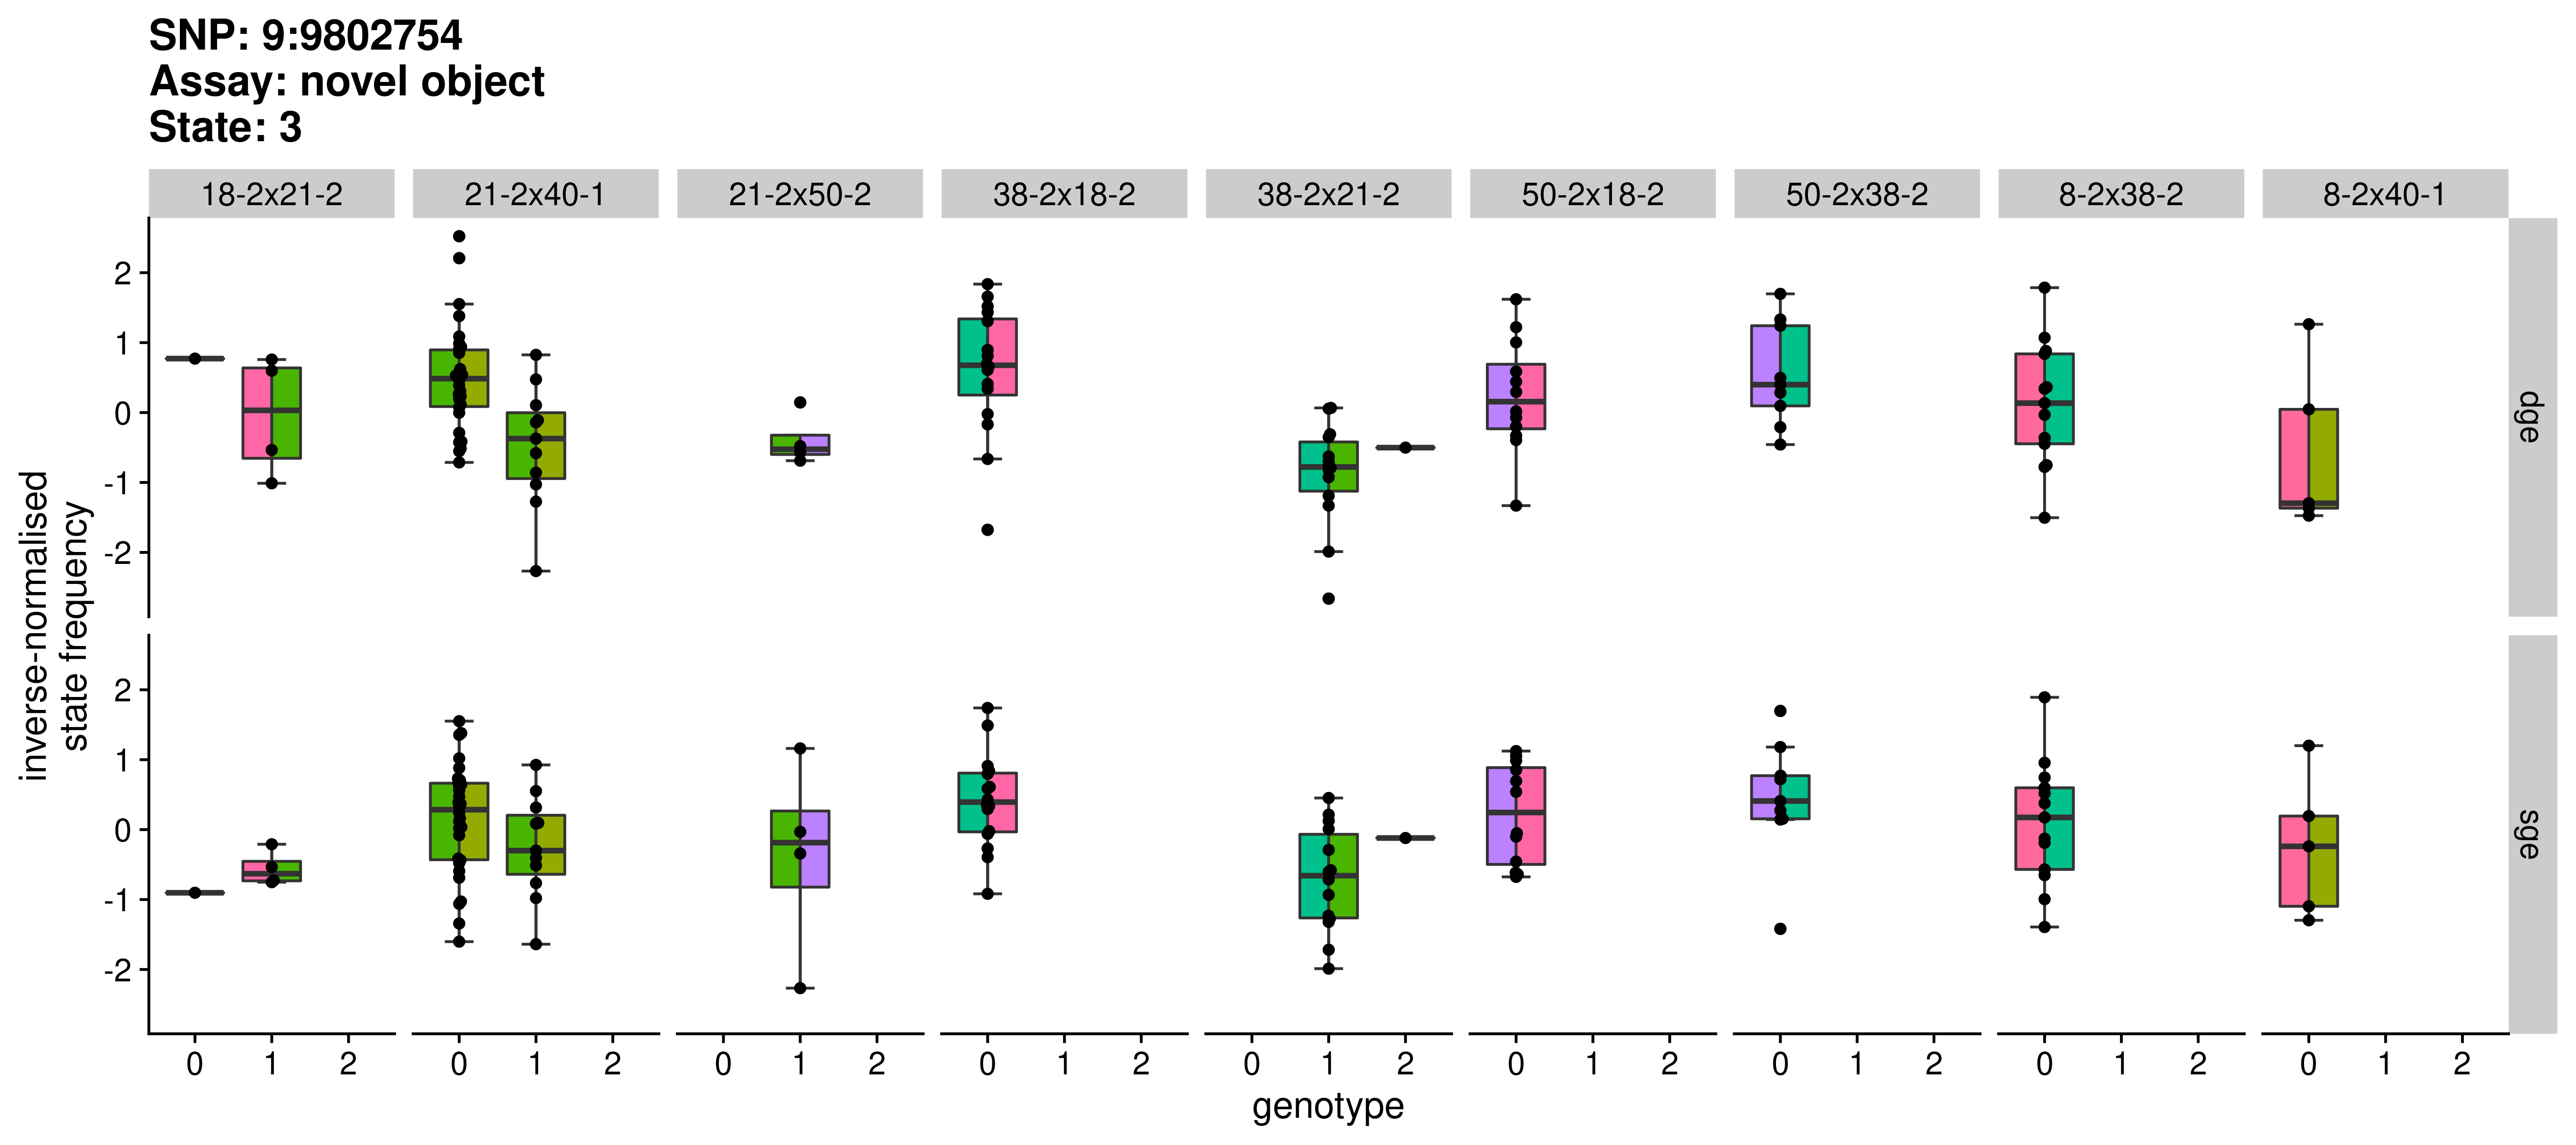 SNP: 9:9802754
Assay: novel object
State: 3
18-2x21-2 21-2x40-1 21-2x50-2 38-2x18-2 38-2x21-2 50-2x18-2 50-2x38-2 8-2x38-2 8-2x40-1
inverse-normalised
state frequency
2
1
0
-1
-2
dge
2
1
0
-1
-2
sge
0 1 2 0 1 2 0 1 2 0 1 2 0 1 2 0 1 2 0 1 2 0 1 2 0 1 2
genotype